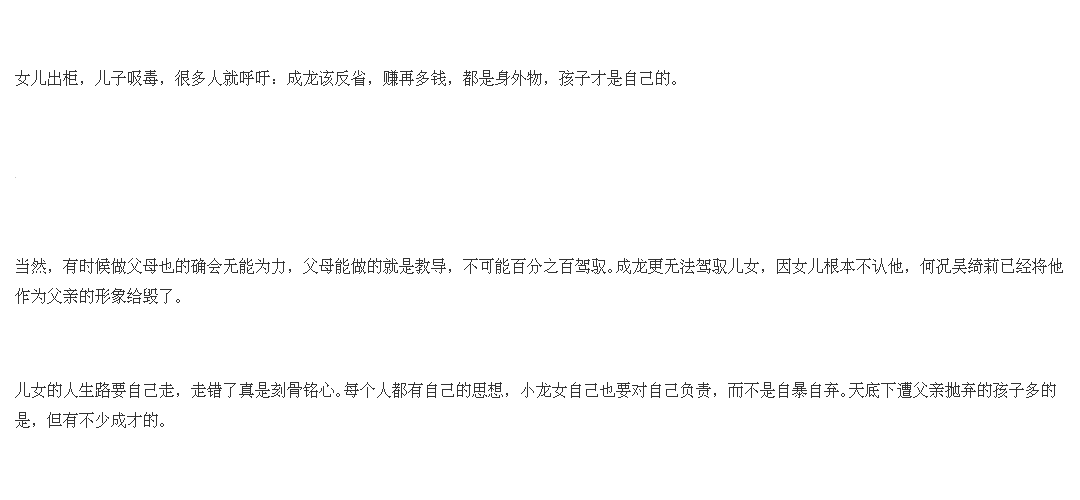 女儿出柜，儿子吸毒，很多人就呼吁：成龙该反省，赚再多钱，都是身外物，孩子才是自己的。
当然，有时候做父母也的确会无能为力，父母能做的就是教导，不可能百分之百驾驭。成龙更无法驾驭儿女，因女儿根本不认他，何况吴绮莉已经将他
作为父亲的形象给毁了。
儿女的人生路要自己走，走错了真是刻骨铭心。每个人都有自己的思想，小龙女自己也要对自己负责，而不是自暴自弃。天底下遭父亲抛弃的孩子多的
是，但有不少成才的。